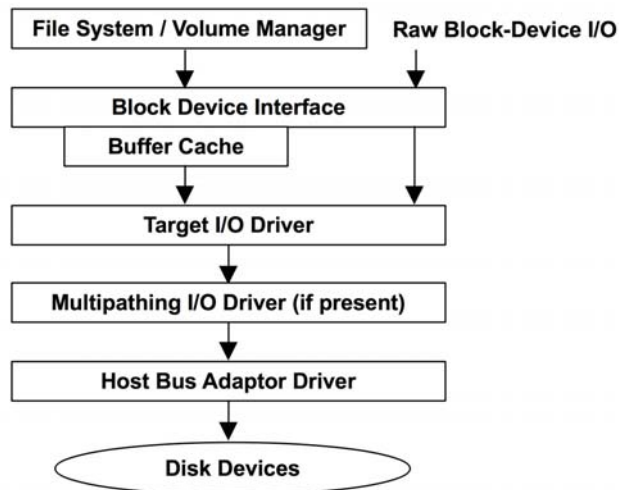 File System / Volume Manager
Raw Block-Device I/O
Block Device Interface
Buffer Cache
Target I/O Driver
Multipathing I/O Driver (if present)
Host Bus Adaptor Driver
Disk Devices